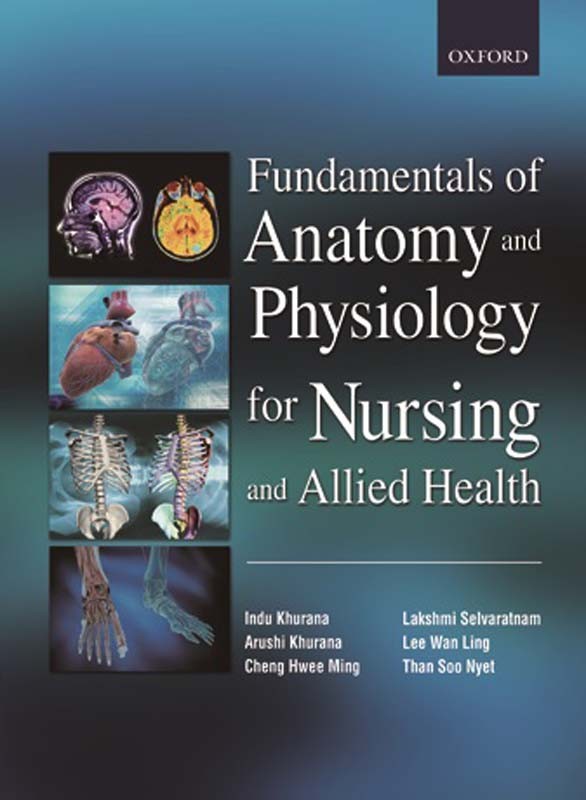 OXFORD
Fundamentals of
Anatomy and
Physiology
for Nursing
and Allied Health
Indu Khurana
Arushi Khurana
Cheng Hwee Ming
Lakshmi Selvaratnam
Lee Wan Ling
Than Soo Nyet